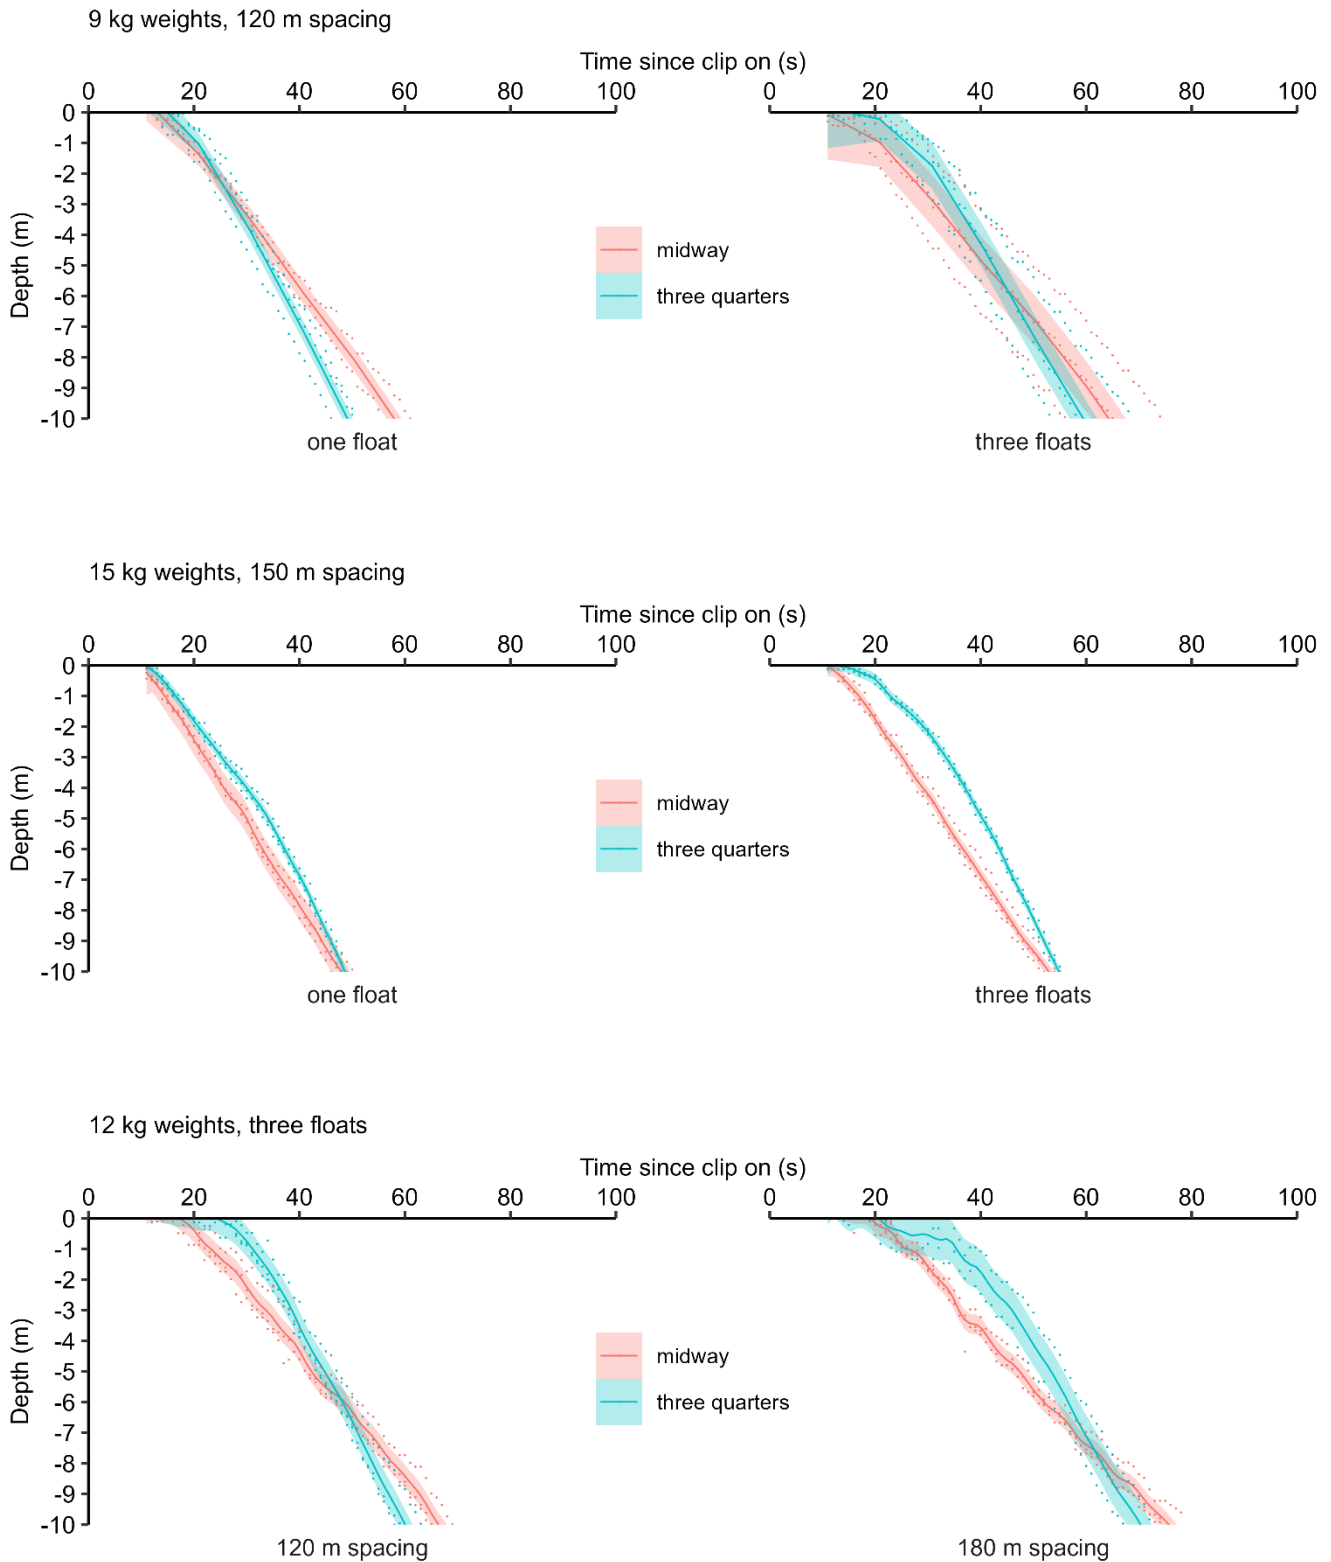 9 kg weights, 120 m spacing
Time since clip on (s)
0 20 40 60 80 100 0 20 40 60 80 100
0
-1
-2
-3
-4
-5
-6
-7
-8
-9
-10
Depth (m)
midway
three quarters
one float three floats
15 kg weights, 150 m spacing
Time since clip on (s)
0 20 40 60 80 100 0 20 40 60 80 100
0
-1
-2
-3
-4
-5
-6
-7
-8
-9
-10
Depth (m)
midway
three quarters
one float three floats
12 kg weights, three floats
Time since clip on (s)
0 20 40 60 80 100 0 20 40 60 80 100
0
-1
-2
-3
-4
-5
-6
-7
-8
-9
-10
Depth (m)
midway
three quarters
120 m spacing 180 m spacing